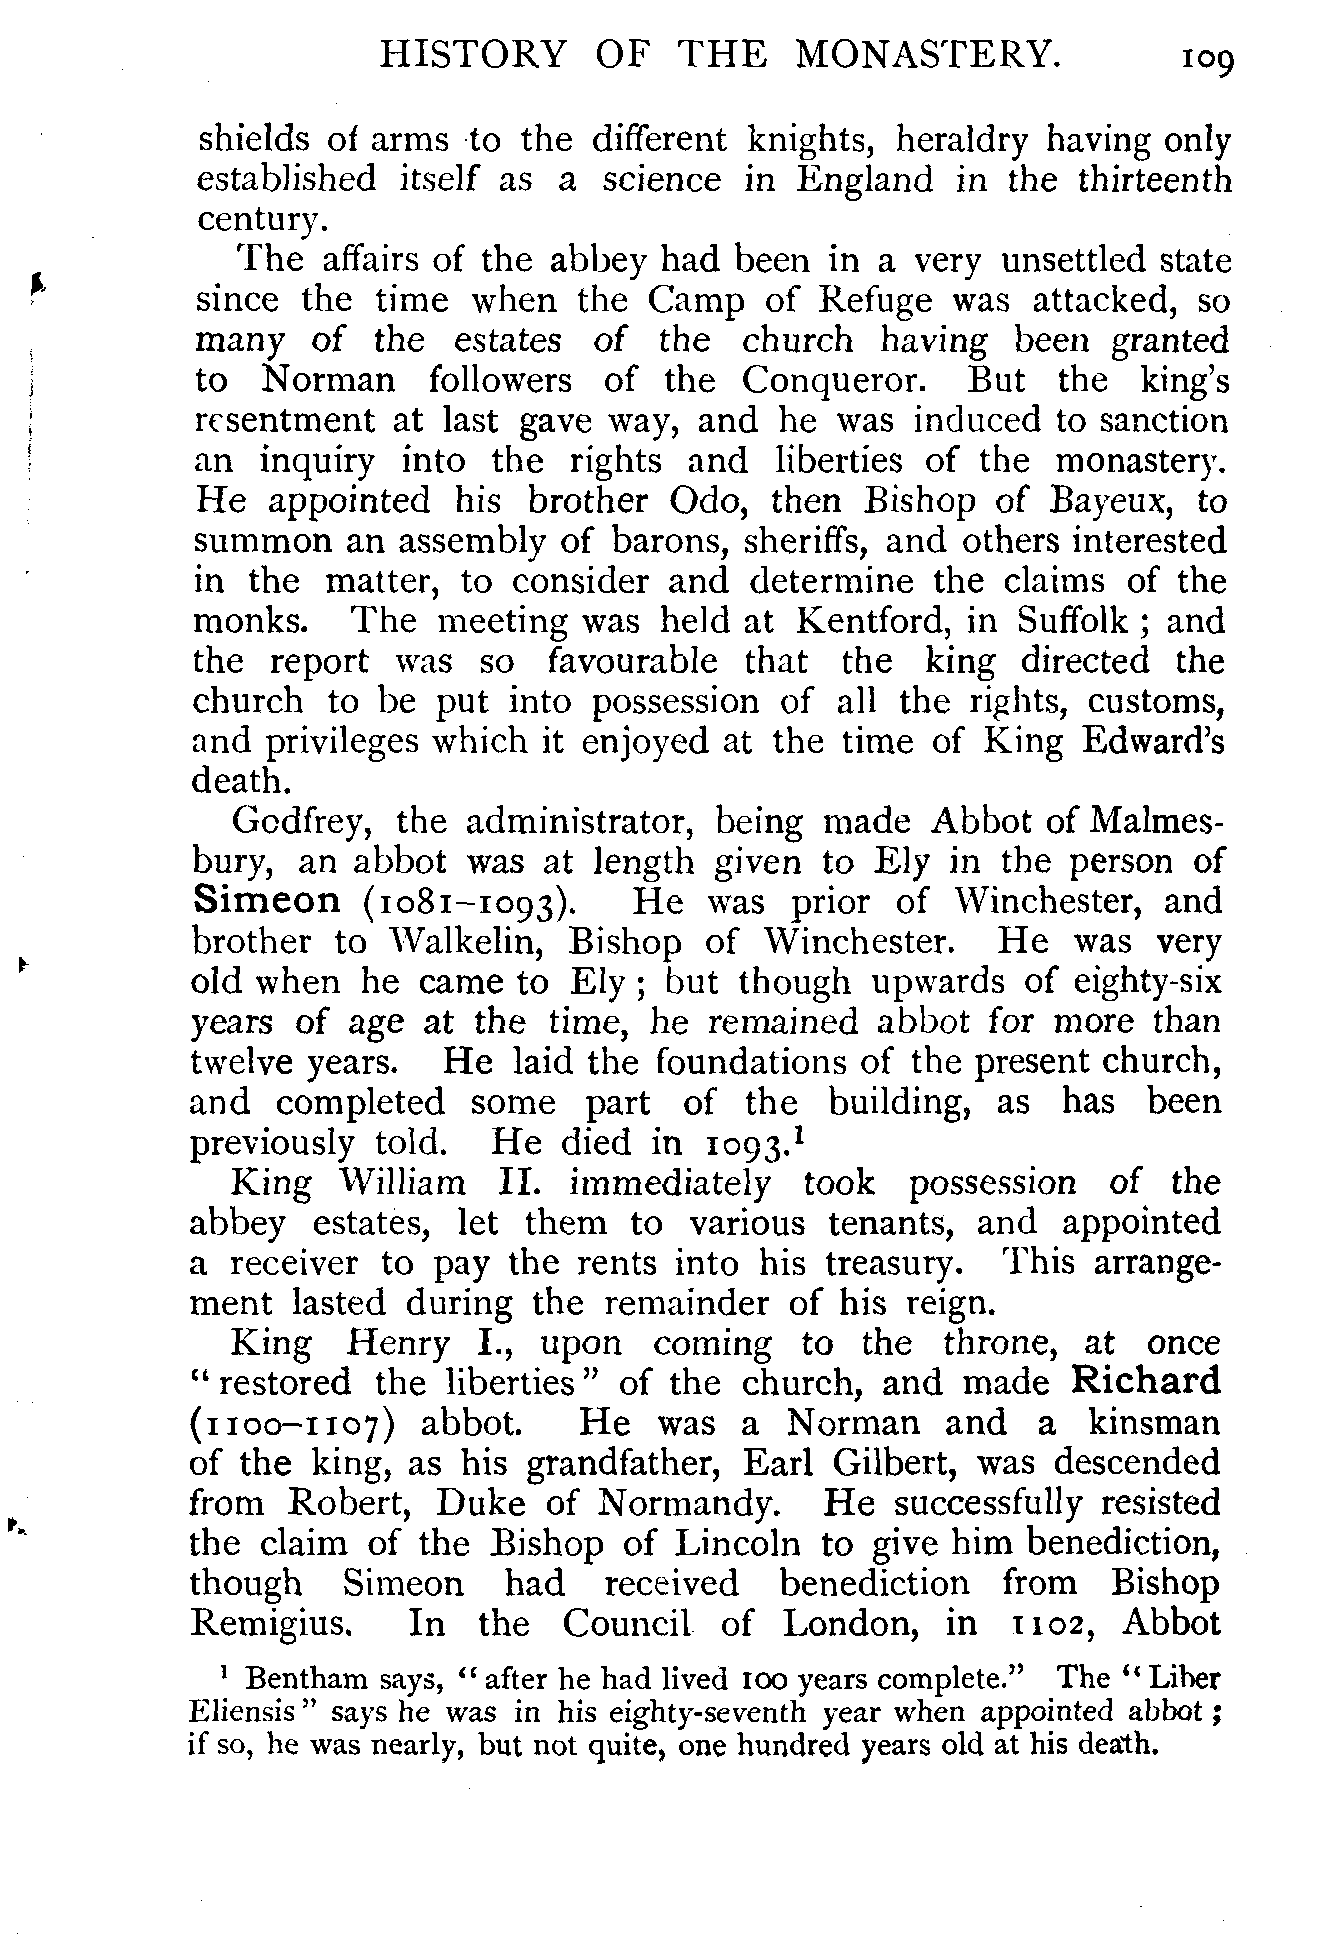 HISTORY OF THE MONASTERY. 109
shields of arms to the different knights, heraldry having only
established itself as a science in England in the thirteenth
century.
The affairs of the abbey had been in a very unsettled state
since the time when the Camp of Refuge was attacked, so
many of the estates of the church having been granted
to Norman followers of the Conqueror. But the king's
resentment at last gave way, and he was induced to sanction
an inquiry into the rights and liberties of the monastery.
He appointed his brother Odo, then Bishop of Bayeux, to
summon an assembly of barons, sheriffs, and others interested
in the matter, to consider and determine the claims of the
monks. The meeting was held at Kentford, in Suffolk ; and
the report was so favourable that the king directed the
church to be put into possession of all the rights, customs,
and privileges which it enjoyed at the time of King Edward's
death.
Godfrey, the administrator, being made Abbot of Malmes-
bury, an abbot was at length given to Ely in the person of
Simeon (1081–1093). He was prior of Winchester, and
brother to Walkelin, Bishop of Winchester. He was very
old when he came to Ely ; but though upwards of eighty-six
years of age at the time, he remained abbot for more than
twelve years. He laid the foundations of the present church,
and completed some part of the building, as has been
previously told. He died in 1093.¹
King William II. immediately took possession of the
abbey estates, let them to various tenants, and appointed
a receiver to pay the rents into his treasury. This arrange-
ment lasted during the remainder of his reign.
King Henry I., upon coming to the throne, at once
“ restored the liberties ” of the church, and made Richard
(1100–1107) abbot. He was a Norman and a kinsman
of the king, as his grandfather, Earl Gilbert, was descended
from Robert, Duke of Normandy. He successfully resisted
the claim of the Bishop of Lincoln to give him benediction,
though Simeon had received benediction from Bishop
Remigius. In the Council of London, in 1102, Abbot
¹ Bentham says, “ after he had lived 100 years complete.” The “ Liber
Eliensis ” says he was in his eighty-seventh year when appointed abbot ;
if so, he was nearly, but not quite, one hundred years old at his death.